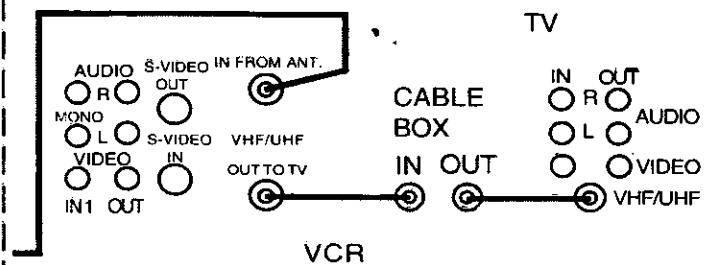 TV
AUDIO S-VIDEO IN FROM ANT. IN OUT
R OUT CABLE R AUDIO
MONO L S-VIDEO VHF/UHF BOX L
VIDEO IN OUT TO TV IN OUT VIDEO
IN1 OUT VHF/UHF
VCR